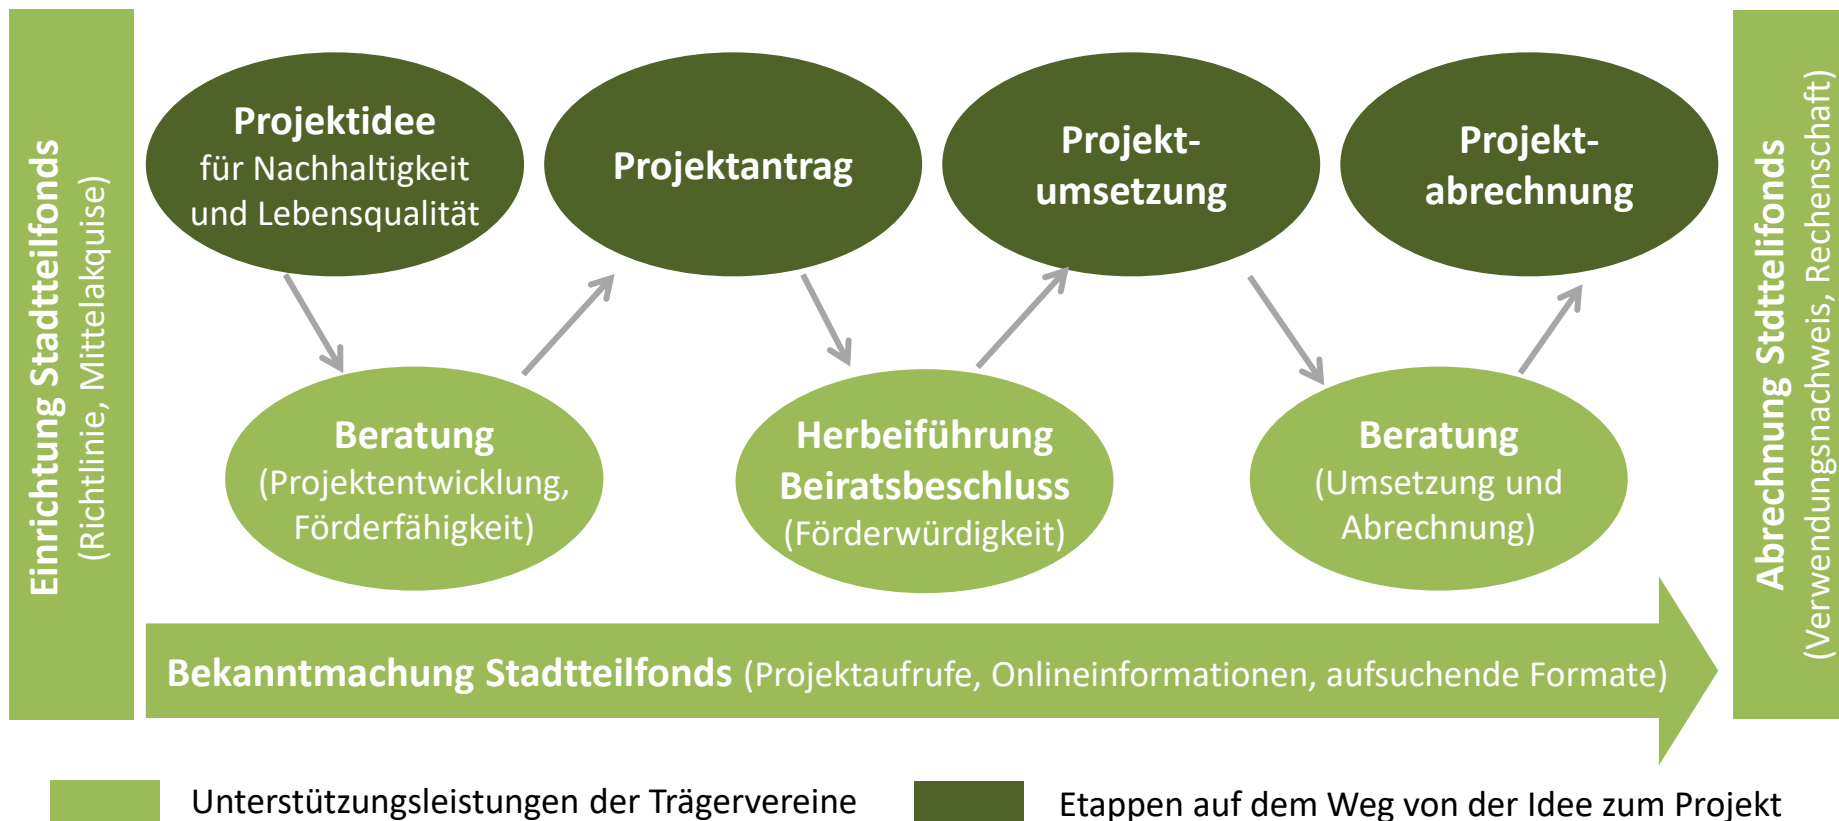 Einrichtung Stadtteilfonds
(Richtlinie, Mittelakquise)
Projektidee
für Nachhaltigkeit
und Lebensqualität
Projektantrag
Projekt-
umsetzung
Projekt-
abrechnung
Beratung
(Projektentwicklung,
Förderfähigkeit)
Herbeiführung
Beiratsbeschluss
(Förderwürdigkeit)
Beratung
(Umsetzung und
Abrechnung)
Bekanntmachung Stadtteilfonds (Projektaufrufe, Onlineinformationen, aufsuchende Formate)
Abrechnung Stdtteilfonds
(Verwendungsnachweis, Rechenschaft)
Unterstützungsleistungen der Trägervereine
Etappen auf dem Weg von der Idee zum Projekt